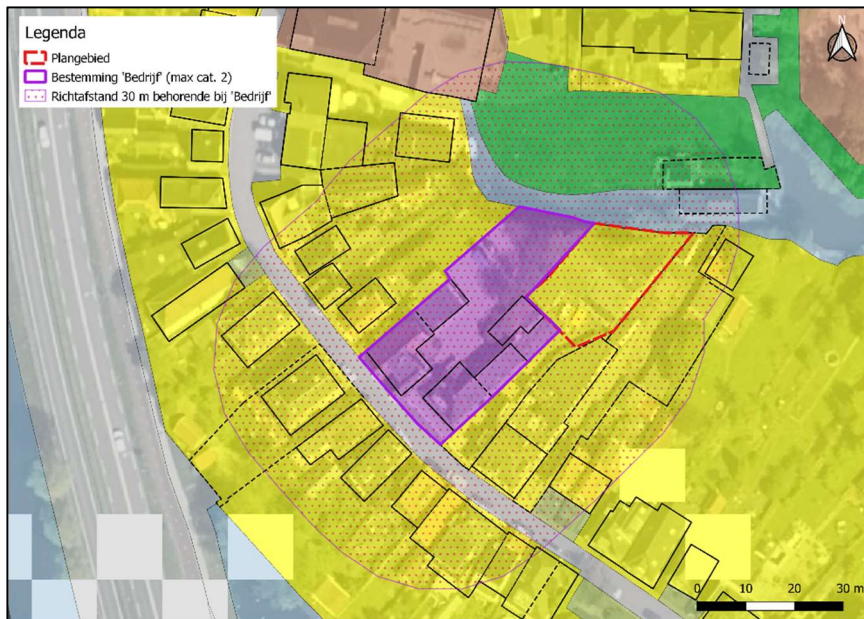 Legenda
Plangebied
Bestemming 'Bedrijf' (max cat. 2)
Richtafstand 30 m behorende bij 'Bedrijf'
N
0 10 20 30 m